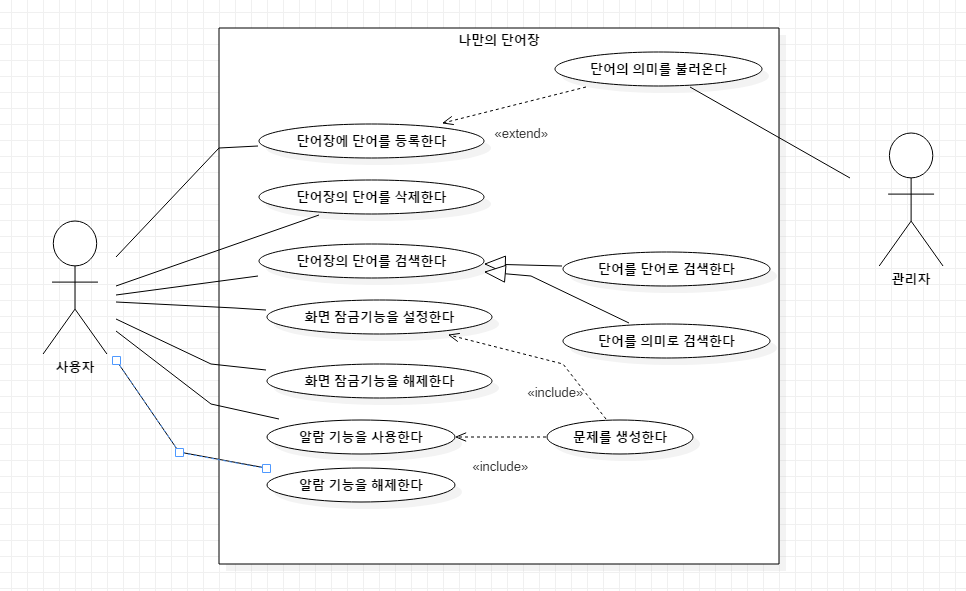 나만의 단어장
단어의 의미를 불러온다
«extend»
단어장에 단어를 등록한다
단어장의 단어를 삭제한다
단어장의 단어를 검색한다
단어를 단어로 검색한다
관리자
화면 잠금기능을 설정한다
단어를 의미로 검색한다
사용자
화면 잠금기능을 해제한다
«include»
알람 기능을 사용한다
문제를 생성한다
«include»
알람 기능을 해제한다